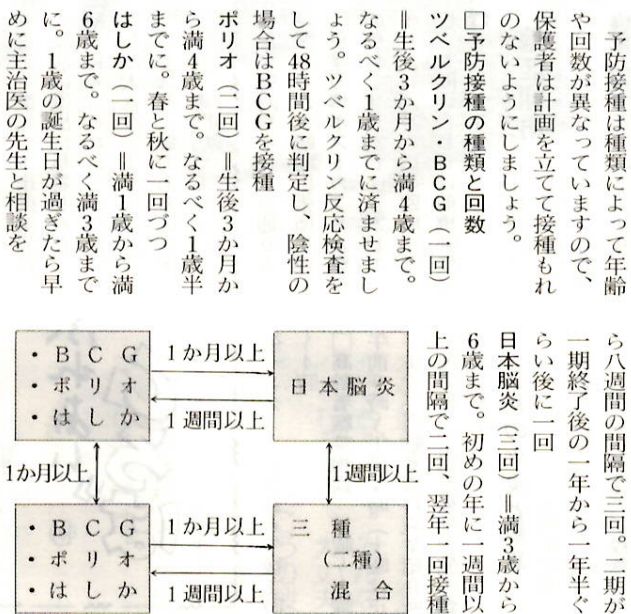 予防接種は種類によって年齢
や回数が異なっていますので、
保護者は計画を立てて接種もれ
のないようにしましょう。
□予防接種の種類と回数
ツベルクリン・BCG（一回）
＝生後3か月から満4歳まで。
なるべく1歳までに済ませまし
ょう。ツベルクリン反応検査を
して48時間後に判定し、陰性の
場合はBCGを接種
ポリオ（二回）＝生後3か月か
ら満4歳まで。なるべく1歳半
までに。春と秋に一回づつ
はしか（一回）＝満1歳から満
6歳まで。なるべく満3歳まで
に。1歳の誕生日が過ぎたら早
めに主治医の先生と相談を
ら八週間の間隔で三回。二期が
一期終了後の一年から一年半ぐ
らい後に一回
日本脳炎（三回）＝満3歳から
6歳まで。初めの年に一週間以
上の間隔で二回、翌年一回接種
・BCG
・ポリオ
・はしか
1か月以上
1週間以上
日本脳炎
1か月以上
1週間以上
・BCG
・ポリオ
・はしか
1か月以上
1週間以上
三種
（二種）
混合